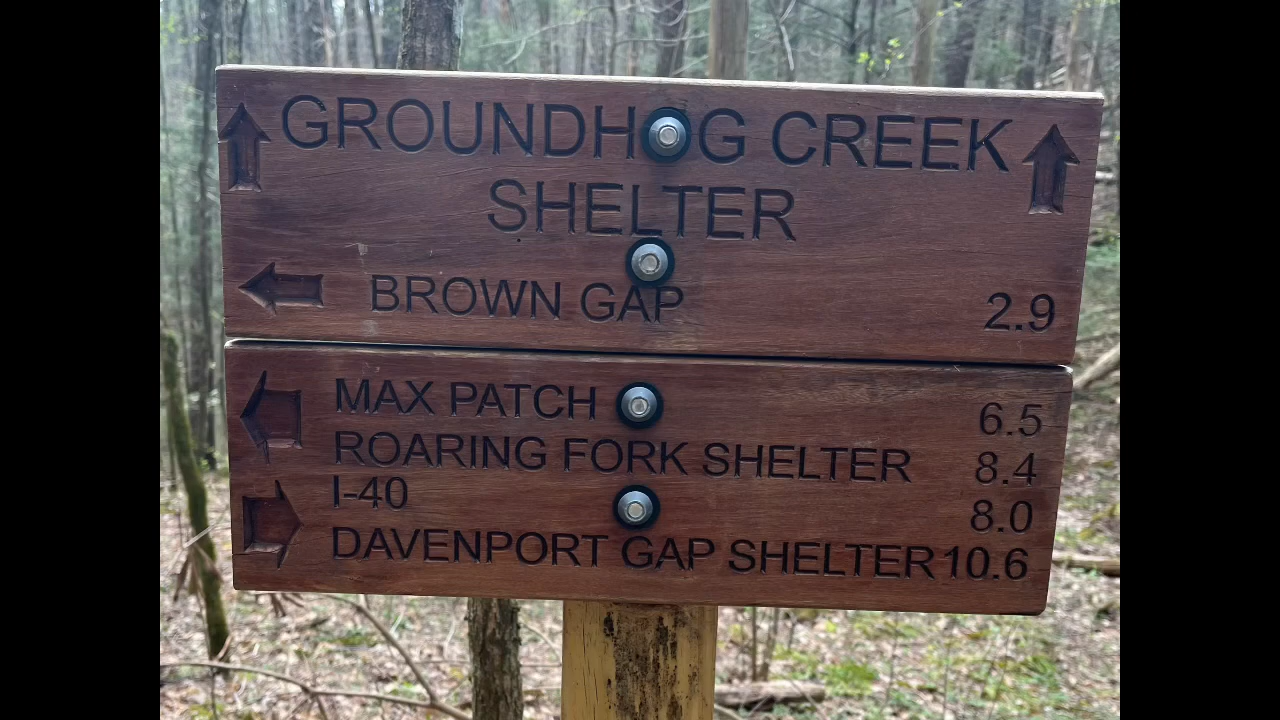 GROUNDHOG CREEK
SHELTER
BROWN GAP 2.9
MAX PATCH 6.5
ROARING FORK SHELTER 8.4
I-40 8.0
DAVENPORT GAP SHELTER 10.6